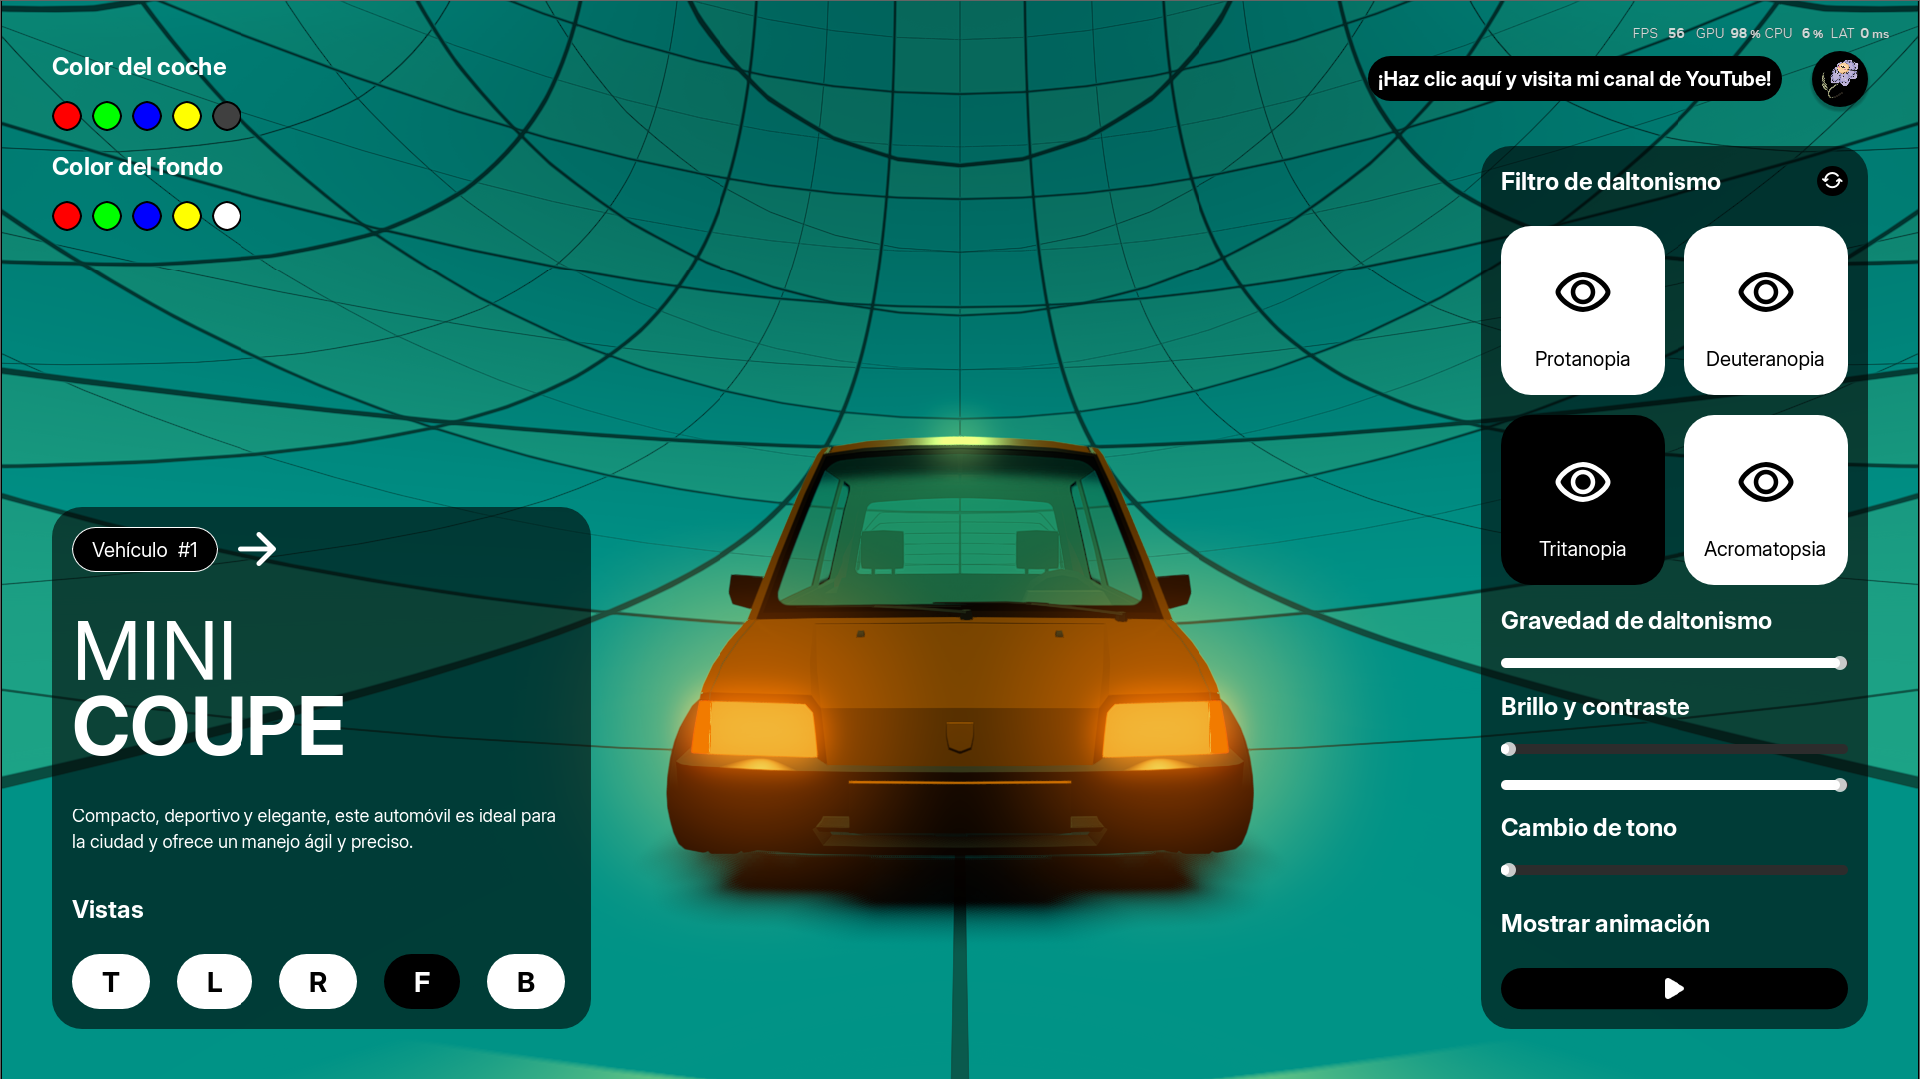 FPS 56 GPU 98 % CPU 6 % LAT 0 ms
Color del coche
¡Haz clic aquí y visita mi canal de YouTube!
Color del fondo
Filtro de daltonismo
Protanopia
Deuteranopia
Tritanopia
Acromatopsia
Gravedad de daltonismo
Brillo y contraste
Cambio de tono
Mostrar animación
Vehículo #1
MINI
COUPE
Compacto, deportivo y elegante, este automóvil es ideal para
la ciudad y ofrece un manejo ágil y preciso.
Vistas
T L R F B